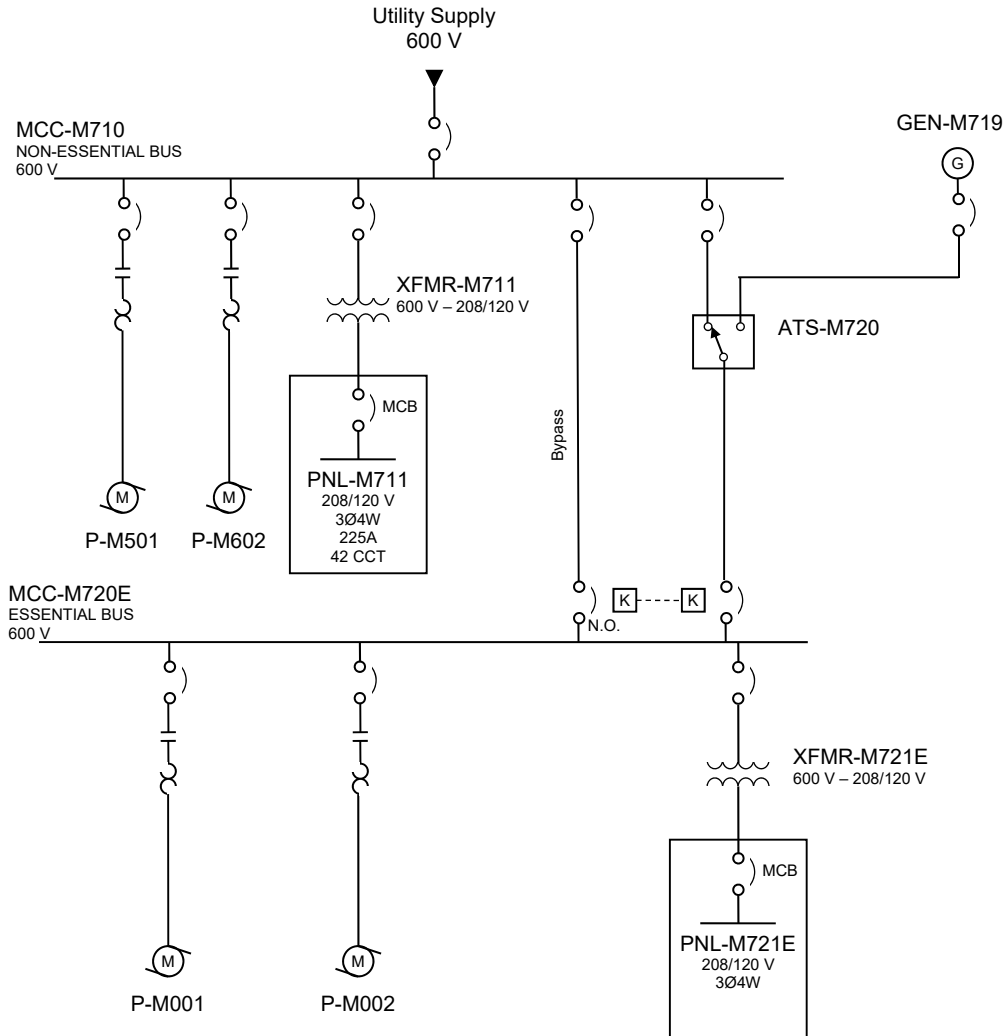 Utility Supply
600 V
MCC-M710
NON-ESSENTIAL BUS
600 V
GEN-M719
G
XFMR-M711
600 V – 208/120 V
ATS-M720
MCB
Bypass
PNL-M711
208/120 V
3Ø4W
225A
42 CCT
M
M
P-M501
P-M602
MCC-M720E
ESSENTIAL BUS
600 V
K
K
N.O.
XFMR-M721E
600 V – 208/120 V
MCB
PNL-M721E
208/120 V
3Ø4W
M
M
P-M001
P-M002